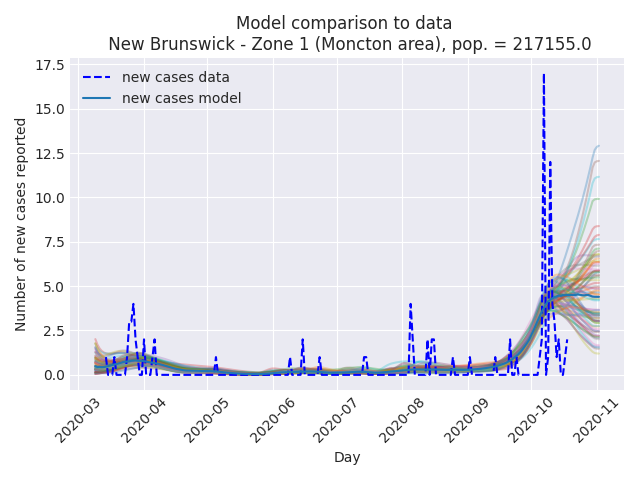 Model comparison to data
New Brunswick - Zone 1 (Moncton area), pop. = 217155.0
17.5
15.0
12.5
10.0
7.5
5.0
2.5
0.0
Number of new cases reported
new cases data
new cases model
2020-03
2020-04
2020-05
2020-06
2020-07
2020-08
2020-09
2020-10
2020-11
Day